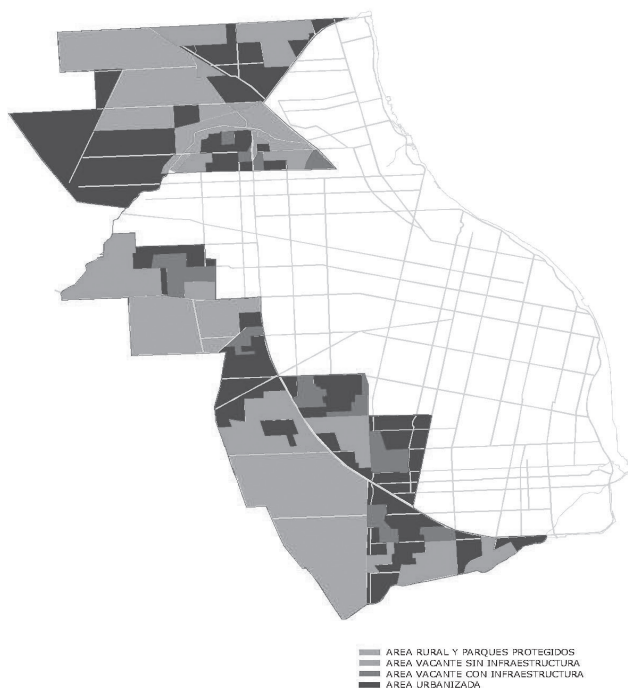 AREA RURAL Y PARQUES PROTEGIDOS
AREA VACANTE SIN INFRAESTRUCTURA
AREA VACANTE CON INFRAESTRUCTURA
AREA URBANIZADA